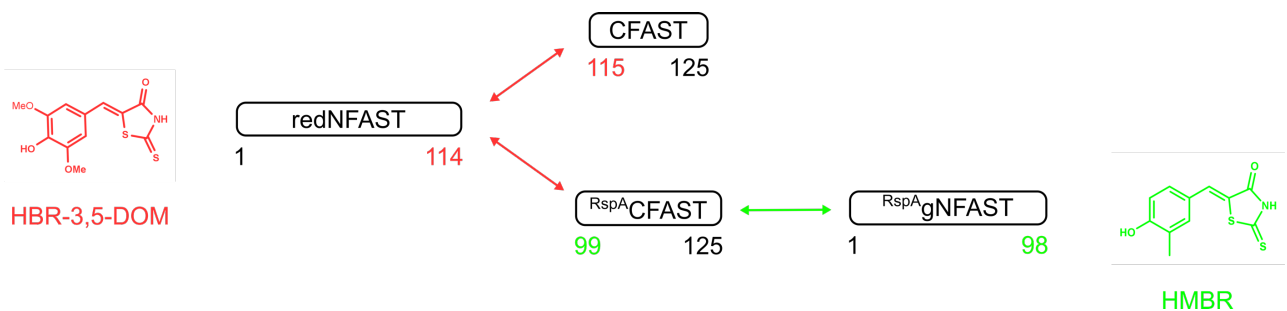 CFAST
115 125
O
MeO
NH
S
S
HO
OMe
HBR-3,5-DOM
redNFAST
1 114
RspACFAST
99 125
RspAgNFAST
1 98
O
NH
S
S
HO
HMBR